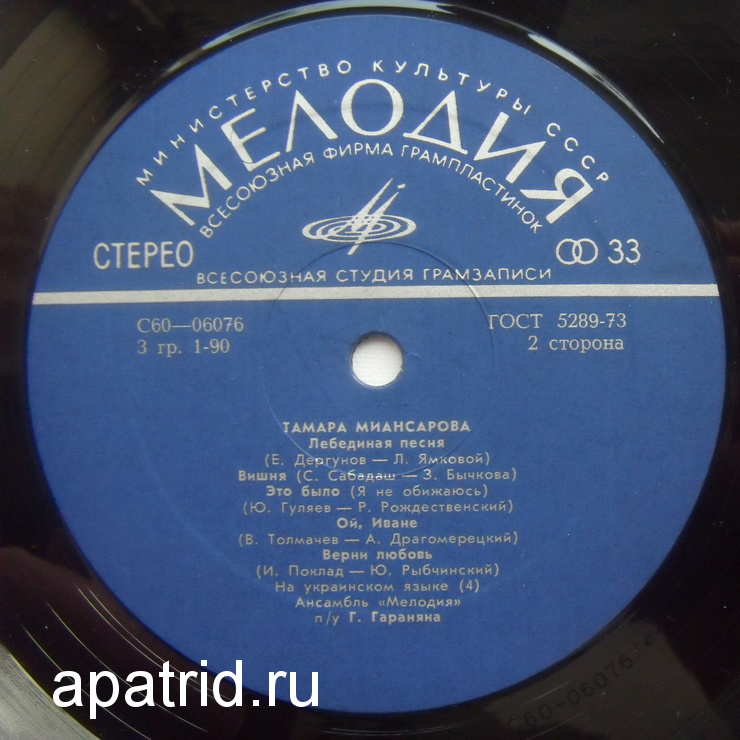 МИНИСТЕРСТВО КУЛЬТУРЫ СССР
МЕЛОДИЯ
ВСЕСОЮЗНАЯ ФИРМА ГРАМПЛАСТИНОК
СТЕРЕО
33
ВСЕСОЮЗНАЯ СТУДИЯ ГРАМЗАПИСИ
С60—06076
ГОСТ 5289-73
3 гр. 1-90
2 сторона
ТАМАРА МИАНСАРОВА
Лебединая песня
(Е. Дергунов — Л. Ямковой)
Вишня (С. Сабадаш — З. Бычкова)
Это было (Я не обижаюсь)
(Ю. Гуляев — Р. Рождественский)
Ой, Иване
(В. Толмачев — А. Драгомерецкий)
Верни любовь
(И. Поклад — Ю. Рыбчинский)
На украинском языке (4)
Ансамбль «Мелодия»
п/у Г. Гараняна
apatrid.ru